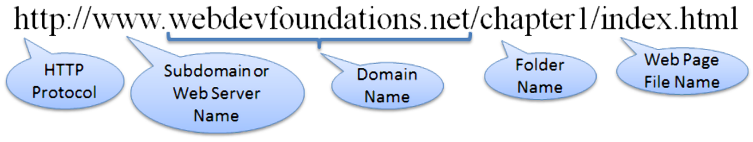 http://www.webdevfoundations.net/chapter1/index.html
HTTP
Protocol
Subdomain or
Web Server
Name
Domain
Name
Folder
Name
Web Page
File Name